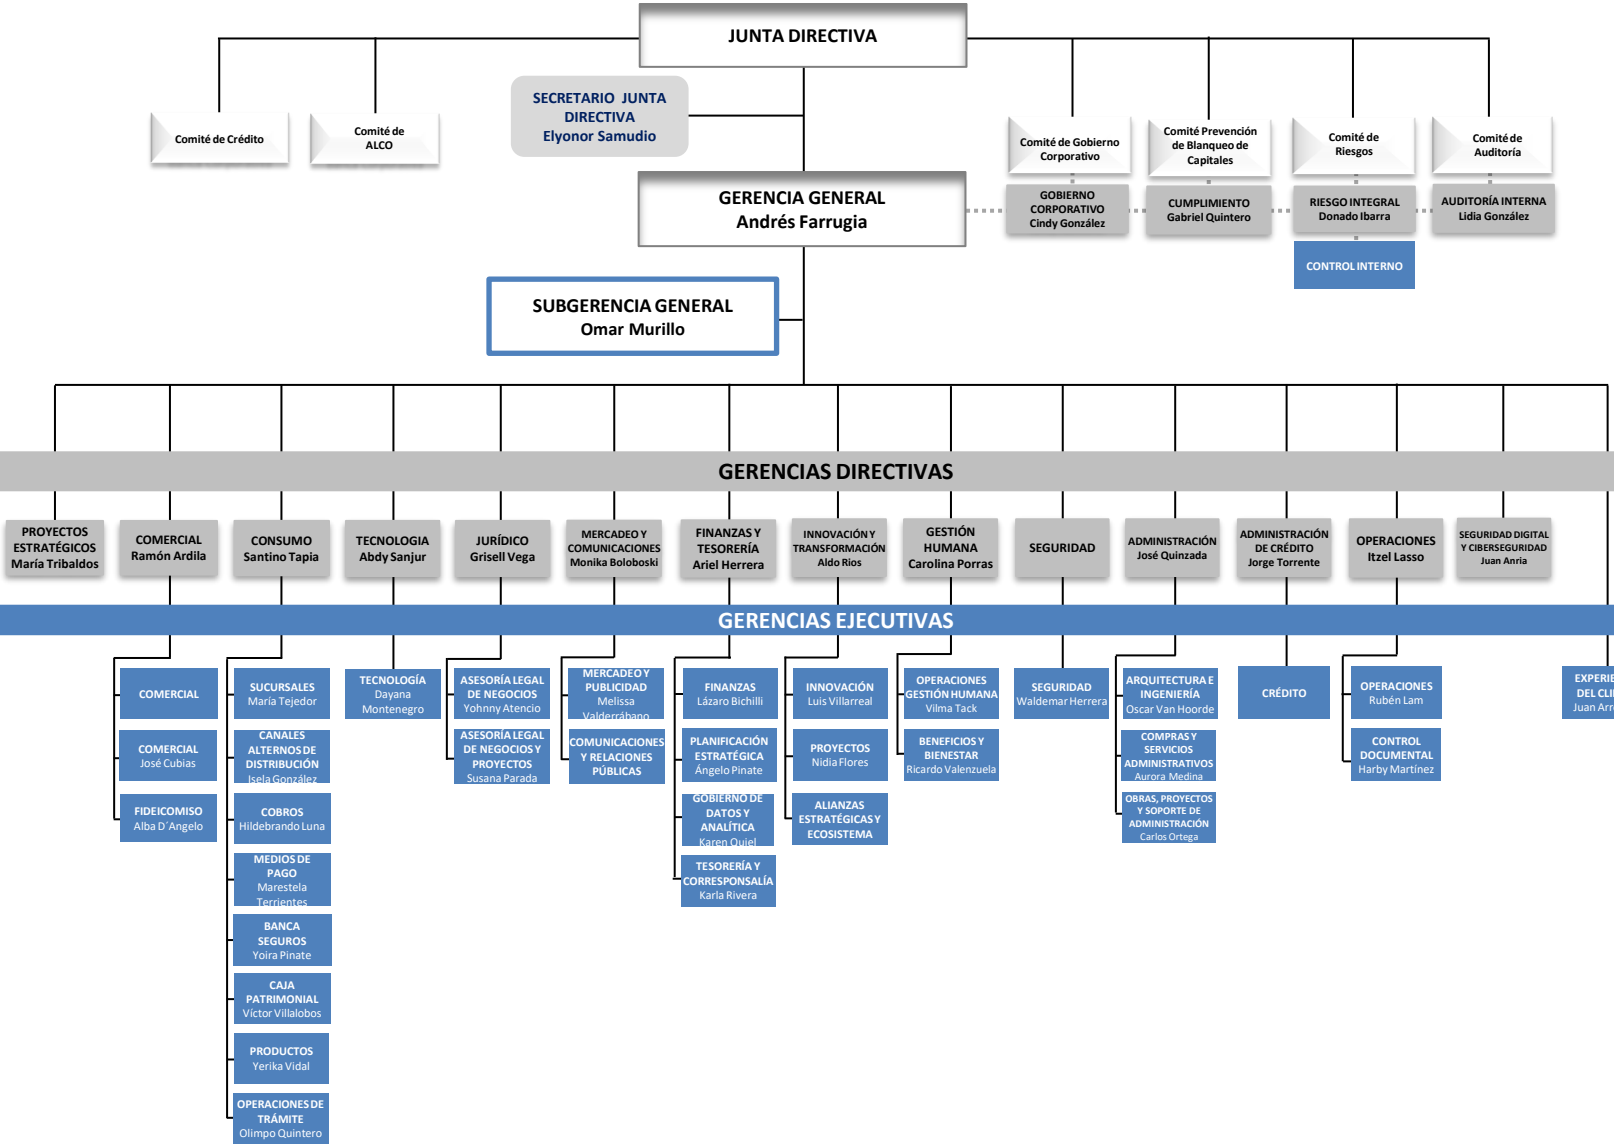 JUNTA DIRECTIVA
SECRETARIO JUNTA
DIRECTIVA
Elyonor Samudio
Comité de Crédito
Comité de
ALCO
Comité de Gobierno
Corporativo
Comité Prevención
de Blanqueo de
Capitales
Comité de
Riesgos
Comité de
Auditoría
GERENCIA GENERAL
Andrés Farrugia
GOBIERNO
CORPORATIVO
Cindy González
CUMPLIMIENTO
Gabriel Quintero
RIESGO INTEGRAL
Donado Ibarra
AUDITORÍA INTERNA
Lidia González
CONTROL INTERNO
SUBGERENCIA GENERAL
Omar Murillo
GERENCIAS DIRECTIVAS
PROYECTOS
ESTRATÉGICOS
María Tribaldos
COMERCIAL
Ramón Ardila
CONSUMO
Santino Tapia
TECNOLOGIA
Abdy Sanjur
JURÍDICO
Grisell Vega
MERCADEO Y
COMUNICACIONES
Monika Boloboski
FINANZAS Y
TESORERÍA
Ariel Herrera
INNOVACIÓN Y
TRANSFORMACIÓN
Aldo Rios
GESTIÓN
HUMANA
Carolina Porras
SEGURIDAD
ADMINISTRACIÓN
José Quinzada
ADMINISTRACIÓN
DE CRÉDITO
Jorge Torrente
OPERACIONES
Itzel Lasso
SEGURIDAD DIGITAL
Y CIBERSEGURIDAD
Juan Anria
GERENCIAS EJECUTIVAS
COMERCIAL
COMERCIAL
José Cubias
FIDEICOMISO
Alba D´Angelo
SUCURSALES
María Tejedor
CANALES
ALTERNOS DE
DISTRIBUCIÓN
Isela González
COBROS
Hildebrando Luna
MEDIOS DE
PAGO
Marestela
Terrientes
BANCA
SEGUROS
Yoira Pinate
CAJA
PATRIMONIAL
Víctor Villalobos
PRODUCTOS
Yerika Vidal
OPERACIONES DE
TRÁMITE
Olimpo Quintero
TECNOLOGÍA
Dayana
Montenegro
ASESORÍA LEGAL
DE NEGOCIOS
Yohnny Atencio
ASESORÍA LEGAL
DE NEGOCIOS Y
PROYECTOS
Susana Parada
MERCADEO Y
PUBLICIDAD
Melissa
Valderrábano
COMUNICACIONES
Y RELACIONES
PÚBLICAS
FINANZAS
Lázaro Bichilli
PLANIFICACIÓN
ESTRATÉGICA
Ángelo Pinate
GOBIERNO DE
DATOS Y
ANALÍTICA
Karen Quiel
TESORERÍA Y
CORRESPONSALÍA
Karla Rivera
INNOVACIÓN
Luis Villarreal
PROYECTOS
Nidia Flores
ALIANZAS
ESTRATÉGICAS Y
ECOSISTEMA
OPERACIONES
GESTIÓN HUMANA
Vilma Tack
BENEFICIOS Y
BIENESTAR
Ricardo Valenzuela
SEGURIDAD
Waldemar Herrera
ARQUITECTURA E
INGENIERÍA
Oscar Van Hoorde
COMPRAS Y
SERVICIOS
ADMINISTRATIVOS
Aurora Medina
OBRAS, PROYECTOS
Y SOPORTE DE
ADMINISTRACIÓN
Carlos Ortega
CRÉDITO
OPERACIONES
Rubén Lam
CONTROL
DOCUMENTAL
Harby Martínez
DEL
Juan